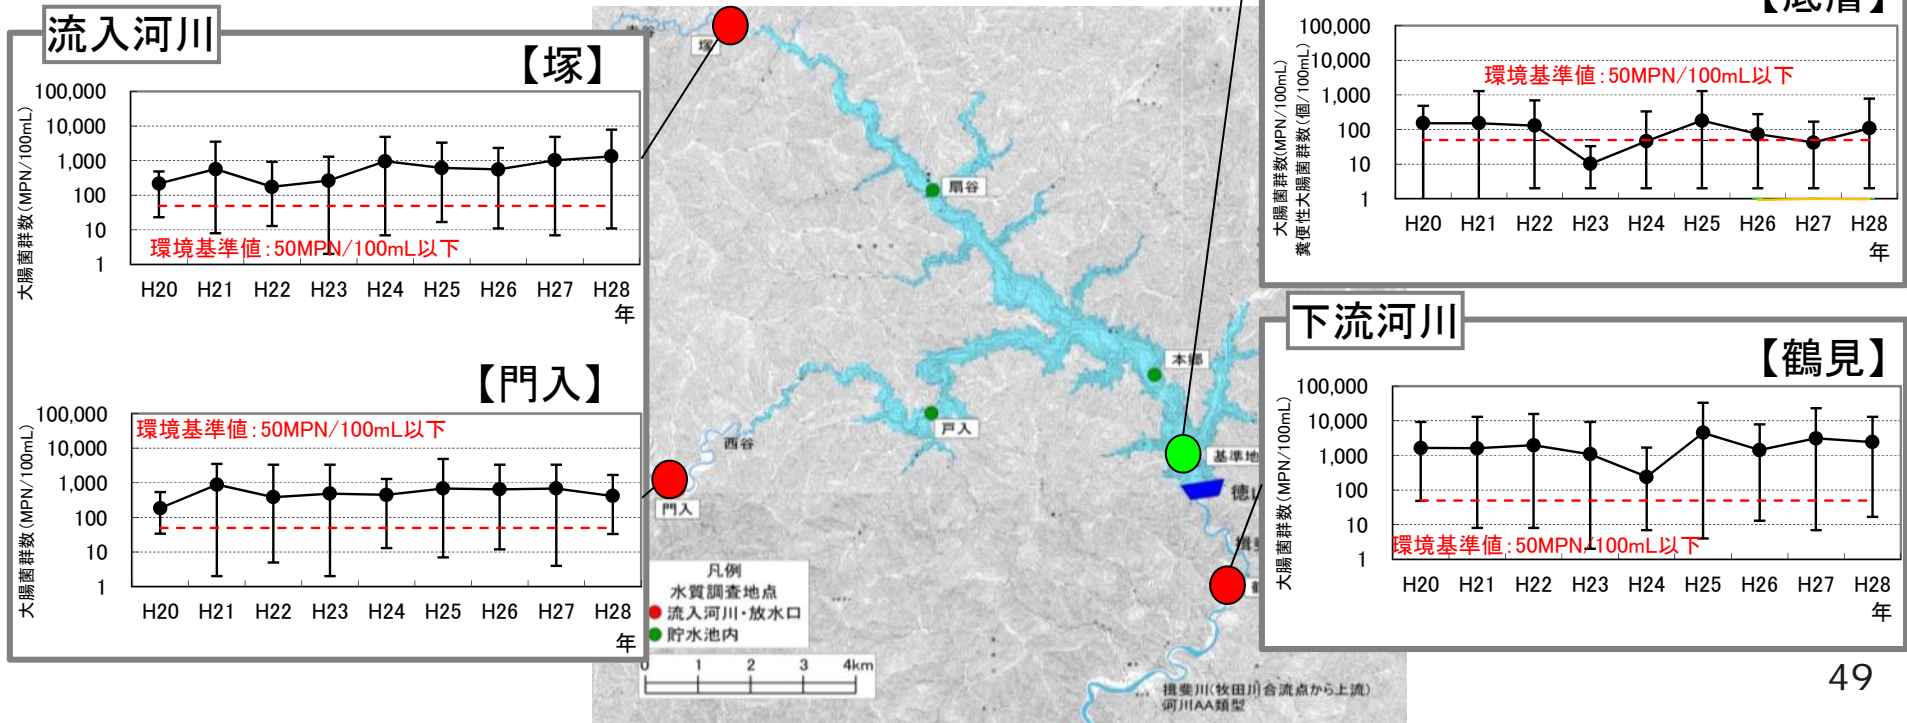 流入河川
【塚】
大腸菌群数(MPN/100mL)
100,000
10,000
1,000
100
10
1
環境基準値:50MPN/100mL以下
H20 H21 H22 H23 H24 H25 H26 H27 H28
年
【門入】
大腸菌群数(MPN/100mL)
100,000
10,000
1,000
100
10
1
環境基準値:50MPN/100mL以下
H20 H21 H22 H23 H24 H25 H26 H27 H28
年
塚
扇谷
本郷
戸入
西谷
門入
基準地
徳
揖
凡例
水質調査地点
流入河川・放水口
貯水池内
0 1 2 3 4km
揖斐川(牧田川合流点から上流)
河川AA類型
【底層】
大腸菌群数(MPN/100mL)
糞便性大腸菌群数(個/100mL)
100,000
10,000
1,000
100
10
1
環境基準値:50MPN/100mL以下
H20 H21 H22 H23 H24 H25 H26 H27 H28
年
下流河川
【鶴見】
大腸菌群数(MPN/100mL)
100,000
10,000
1,000
100
10
1
環境基準値:50MPN/100mL以下
H20 H21 H22 H23 H24 H25 H26 H27 H28
年
49